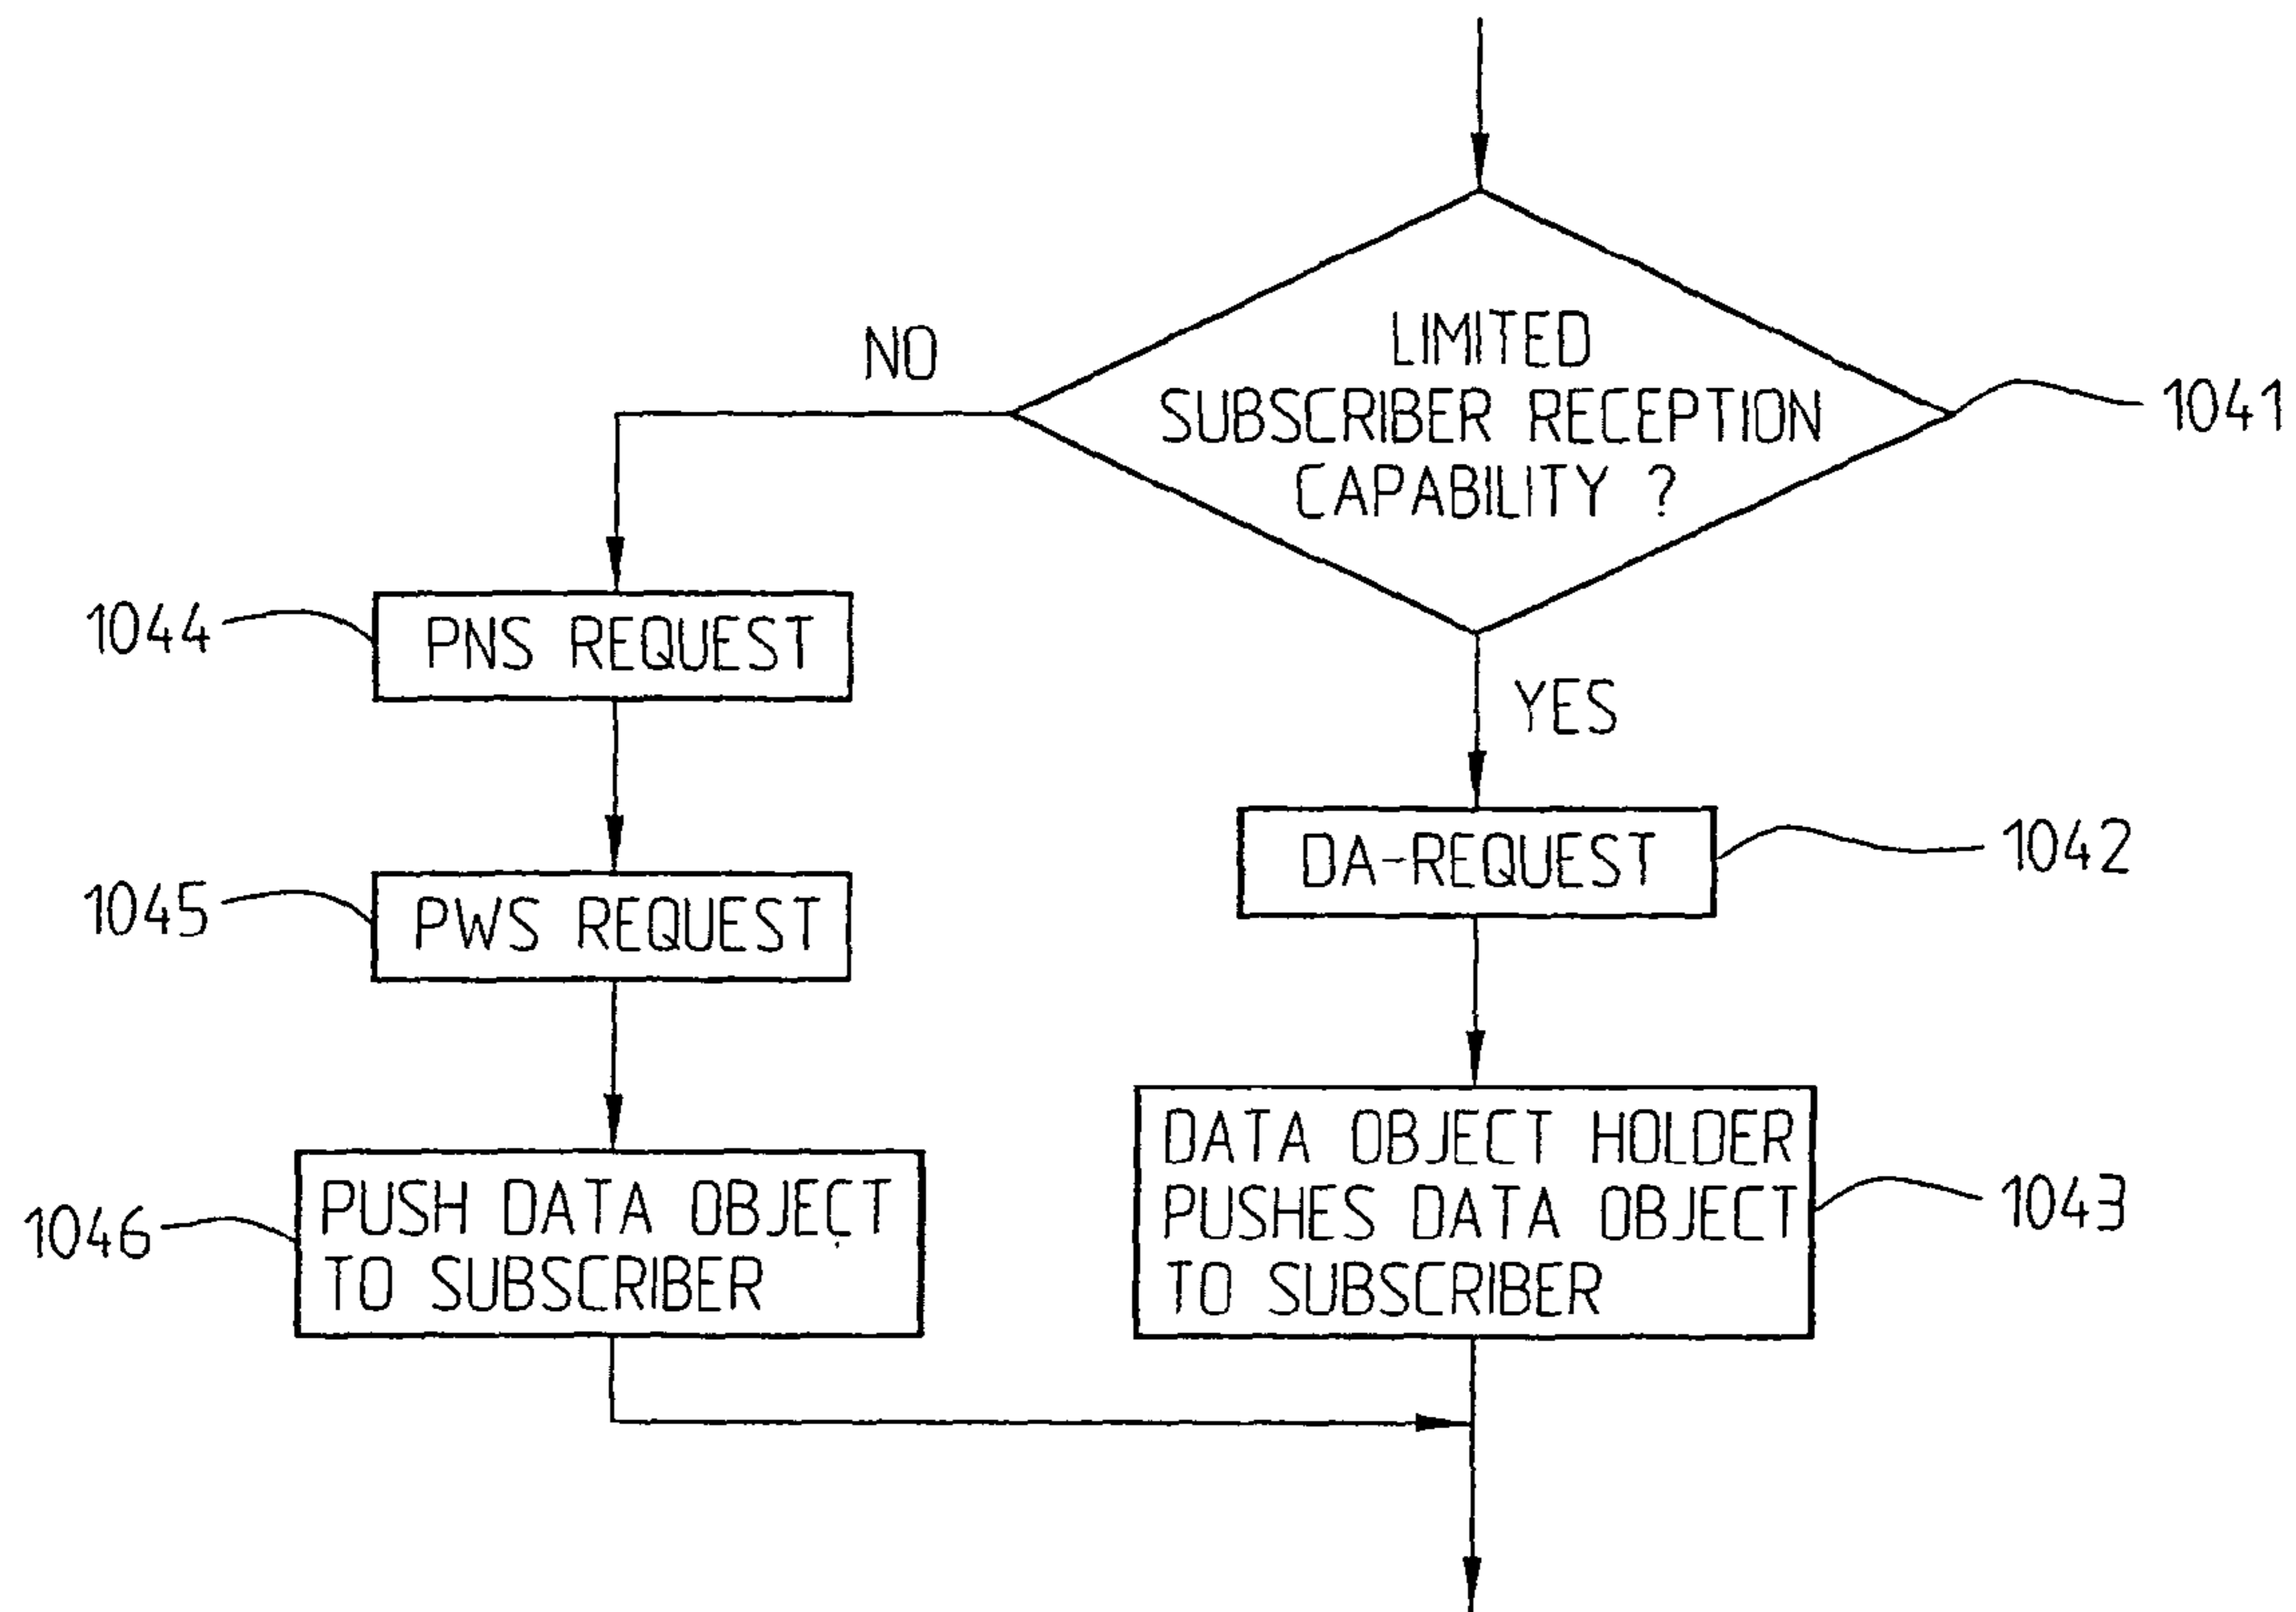 LIMITED
SUBSCRIBER RECEPTION
CAPABILITY ?
1041
NO
YES
1044
PNS REQUEST
1045
PWS REQUEST
1046
PUSH DATA OBJECT
TO SUBSCRIBER
DA-REQUEST
1042
DATA OBJECT HOLDER
PUSHES DATA OBJECT
TO SUBSCRIBER
1043